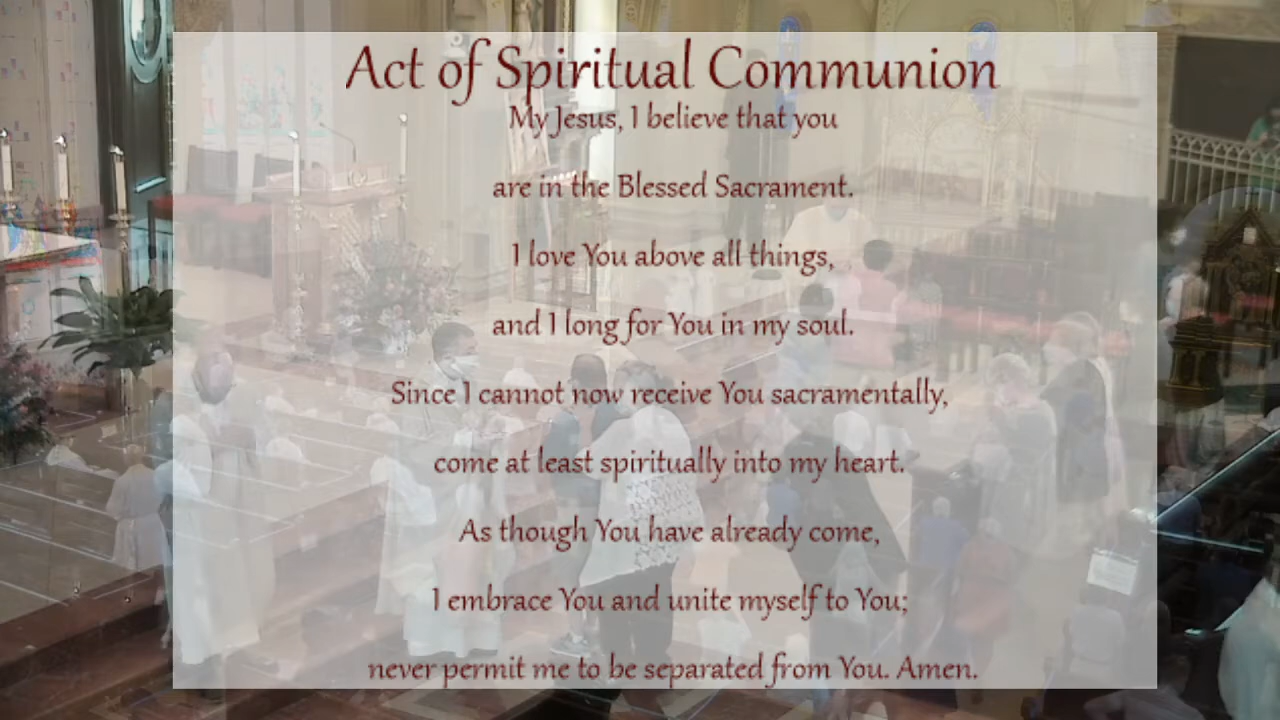 Act of Spiritual Communion
My Jesus, I believe that you
are in the Blessed Sacrament.
I love You above all things,
and I long for You in my soul.
Since I cannot now receive You sacramentally,
come at least spiritually into my heart.
As though You have already come,
I embrace You and unite myself to You;
never permit me to be separated from You. Amen.